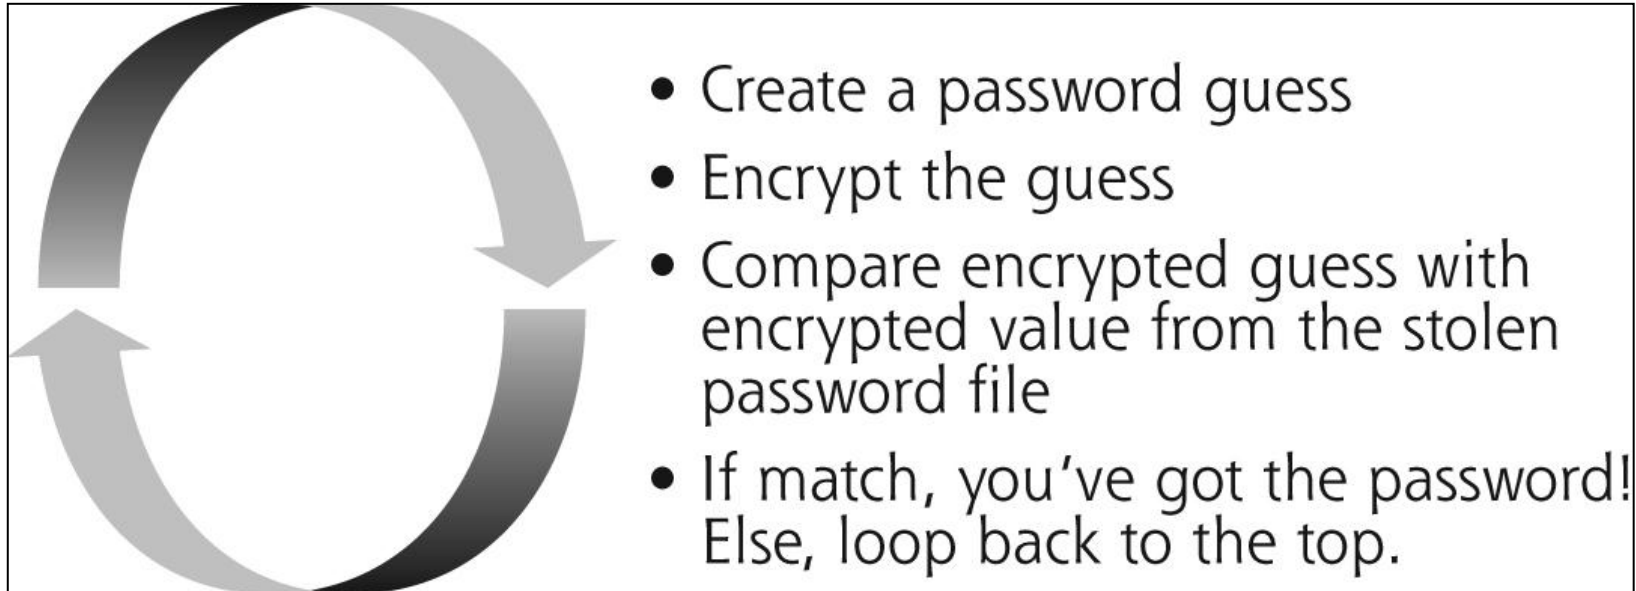 • Create a password guess
• Encrypt the guess
• Compare encrypted guess with
encrypted value from the stolen
password file
• If match, you’ve got the password!
Else, loop back to the top.